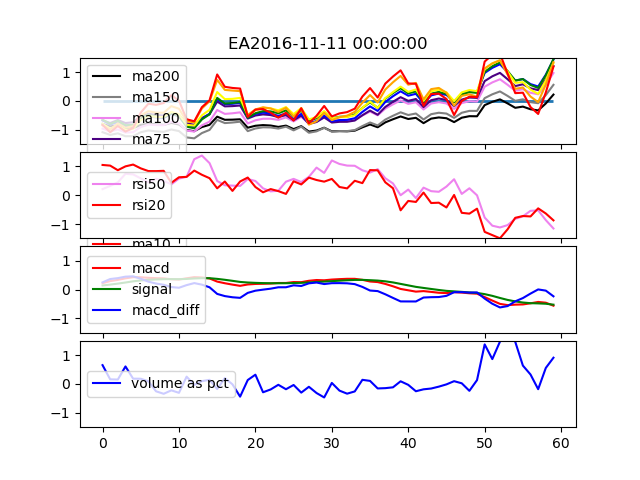 EA2016-11-11 00:00:00
1
0
−1
ma200
ma150
ma100
ma75
1
0
−1
rsi50
rsi20
ma10
1
0
−1
macd
signal
macd_diff
1
0
−1
volume as pct
0 10 20 30 40 50 60